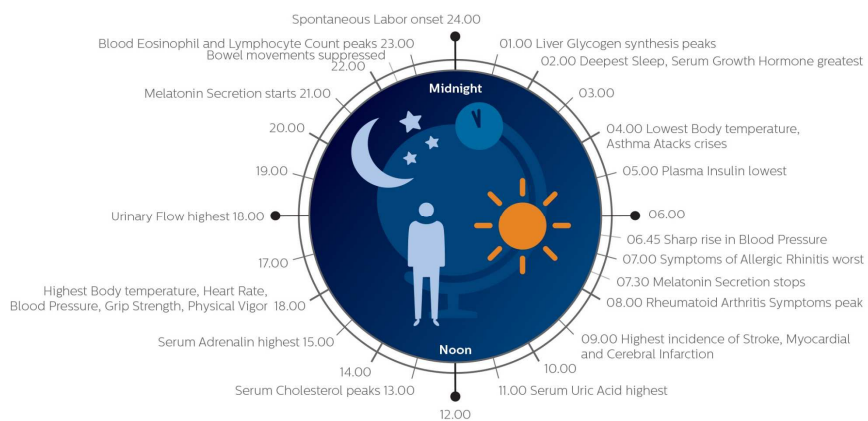 Spontaneous Labor onset 24.00
Blood Eosinophil and Lymphocyte Count peaks 23.00
Bowel movements suppressed
22.00
Melatonin Secretion starts 21.00
20.00
19.00
Urinary Flow highest 18.00
17.00
Highest Body temperature, Heart Rate,
Blood Pressure, Grip Strength, Physical Vigor 18.00
Serum Adrenalin highest 15.00
14.00
Serum Cholesterol peaks 13.00
12.00
01.00 Liver Glycogen synthesis peaks
02.00 Deepest Sleep, Serum Growth Hormone greatest
03.00
04.00 Lowest Body temperature,
Asthma Atacks crises
05.00 Plasma Insulin lowest
06.00
06.45 Sharp rise in Blood Pressure
07.00 Symptoms of Allergic Rhinitis worst
07.30 Melatonin Secretion stops
08.00 Rheumatoid Arthritis Symptoms peak
09.00 Highest incidence of Stroke, Myocardial
and Cerebral Infarction
10.00
11.00 Serum Uric Acid highest
Midnight
Noon